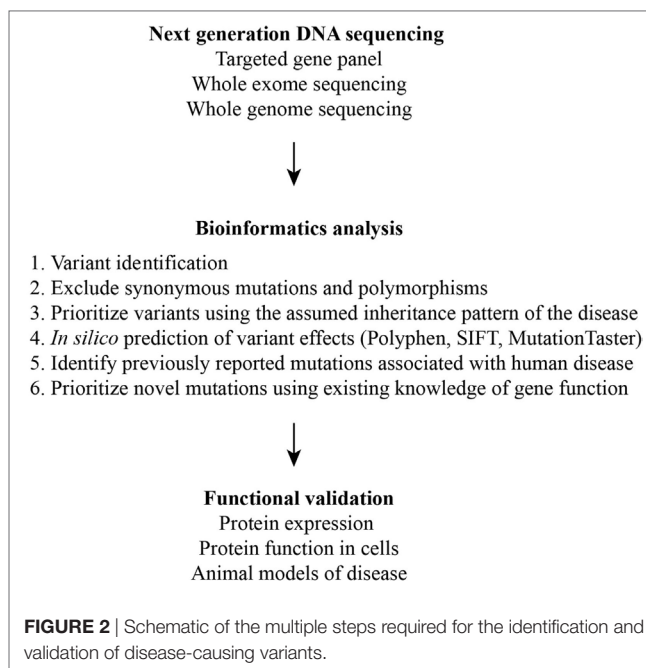 Next generation DNA sequencing
Targeted gene panel
Whole exome sequencing
Whole genome sequencing
Bioinformatics analysis
1. Variant identification
2. Exclude synonymous mutations and polymorphisms
3. Prioritize variants using the assumed inheritance pattern of the disease
4. In silico prediction of variant effects (Polyphen, SIFT, MutationTaster)
5. Identify previously reported mutations associated with human disease
6. Prioritize novel mutations using existing knowledge of gene function
Functional validation
Protein expression
Protein function in cells
Animal models of disease
FIGURE 2 | Schematic of the multiple steps required for the identification and
validation of disease-causing variants.